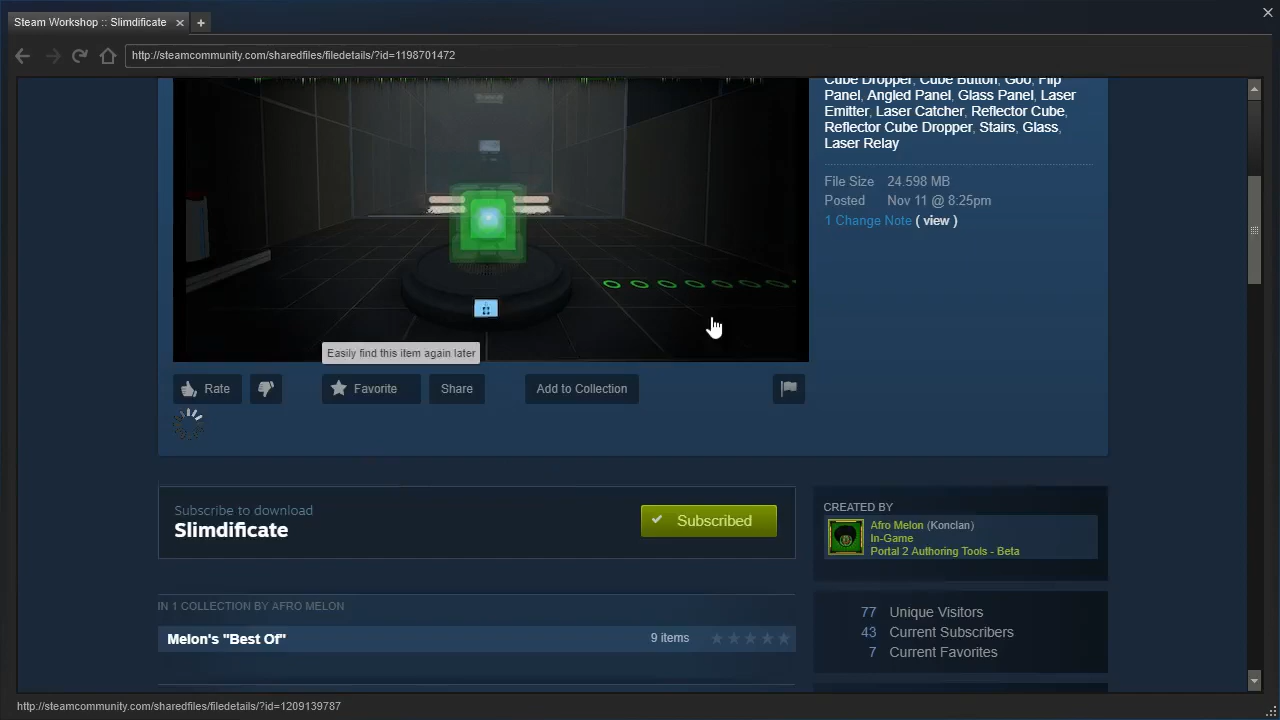 Steam Workshop :: Slimdificate
http://steamcommunity.com/sharedfiles/filedetails/?id=1198701472
Cube Dropper, Cube Button, Goo, Flip
Panel, Angled Panel, Glass Panel, Laser
Emitter, Laser Catcher, Reflector Cube,
Reflector Cube Dropper, Stairs, Glass,
Laser Relay
File Size 24.598 MB
Posted Nov 11 @ 8:25pm
1 Change Note ( view )
Easily find this item again later
Rate Favorite Share Add to Collection
Subscribe to download
Slimdificate
Subscribed
CREATED BY
Afro Melon (Konclan)
In-Game
Portal 2 Authoring Tools - Beta
IN 1 COLLECTION BY AFRO MELON
Melon's "Best Of" 9 items
77 Unique Visitors
43 Current Subscribers
7 Current Favorites
http://steamcommunity.com/sharedfiles/filedetails/?id=1209139787